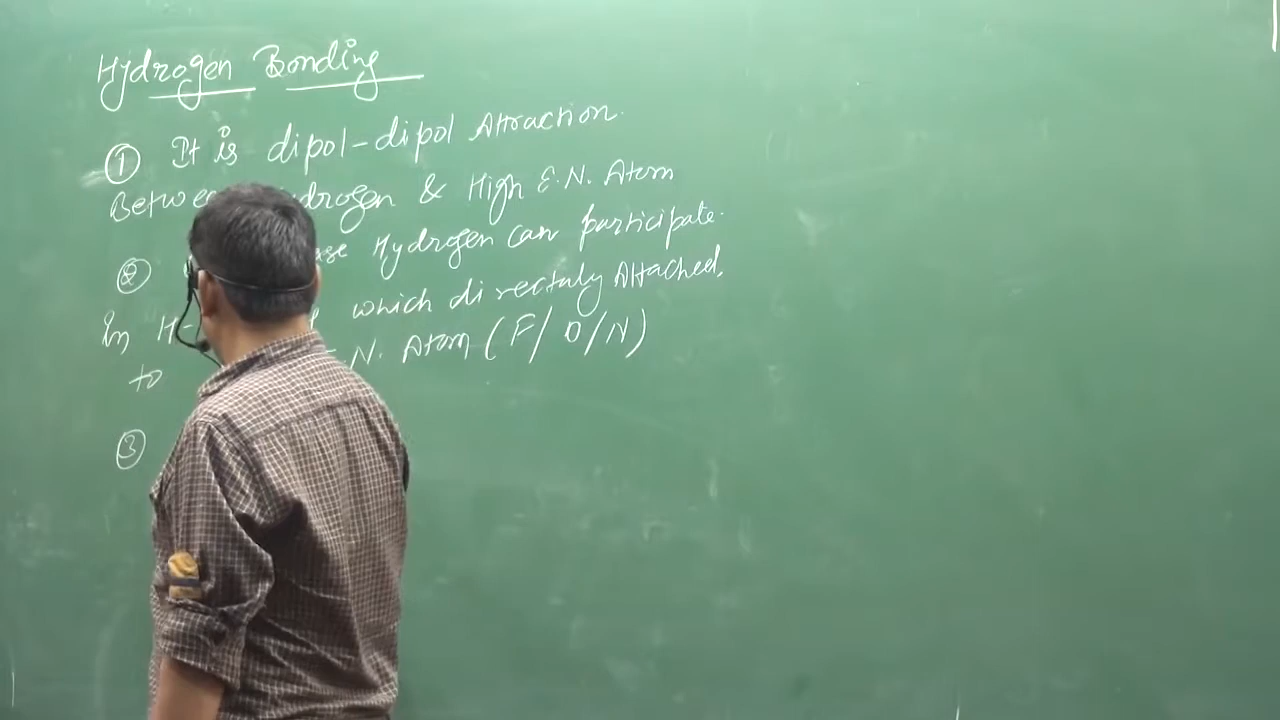 Hydrogen Bonding
① It is dipol-dipol Attraction.
Between Hydrogen & High E.N. Atom
② Hydrogen can participate.
In H- which directaly Attached,
to N. Atom (F/O/N)
③